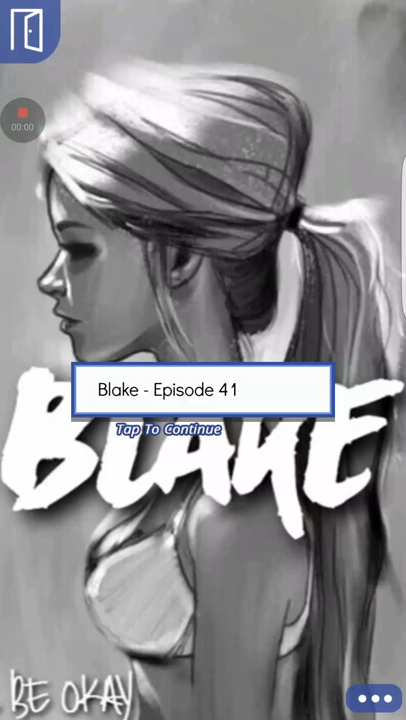 00:00
Blake - Episode 41
Tap To Continue
BLAKE
BE OKAY